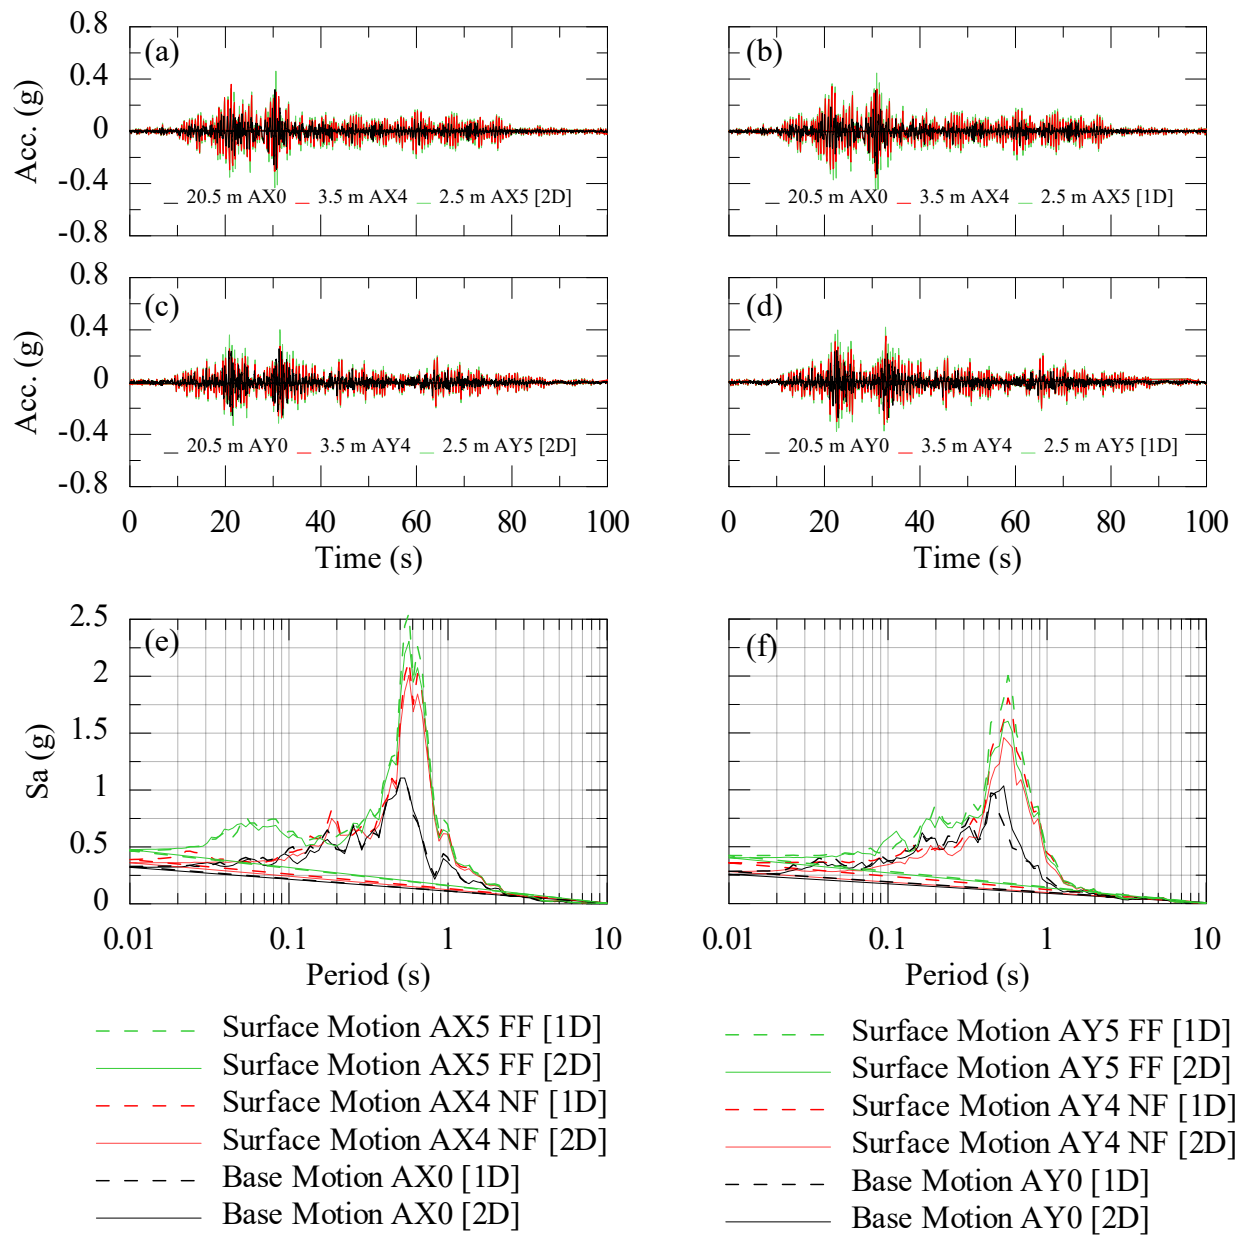 (a)
0.8
0.4
0
-0.4
-0.8
Acc. (g)
20.5 m AX0 3.5 m AX4 2.5 m AX5 [2D]
(b)
20.5 m AX0 3.5 m AX4 2.5 m AX5 [1D]
(c)
0.8
0.4
0
-0.4
-0.8
Acc. (g)
20.5 m AY0 3.5 m AY4 2.5 m AY5 [2D]
0 20 40 60 80 100
Time (s)
(d)
20.5 m AY0 3.5 m AY4 2.5 m AY5 [1D]
0 20 40 60 80 100
Time (s)
(e)
2.5
2
1.5
1
0.5
0
Sa (g)
0.01 0.1 1 10
Period (s)
(f)
0.01 0.1 1 10
Period (s)
Surface Motion AX5 FF [1D]
Surface Motion AX5 FF [2D]
Surface Motion AX4 NF [1D]
Surface Motion AX4 NF [2D]
Base Motion AX0 [1D]
Base Motion AX0 [2D]
Surface Motion AY5 FF [1D]
Surface Motion AY5 FF [2D]
Surface Motion AY4 NF [1D]
Surface Motion AY4 NF [2D]
Base Motion AY0 [1D]
Base Motion AY0 [2D]